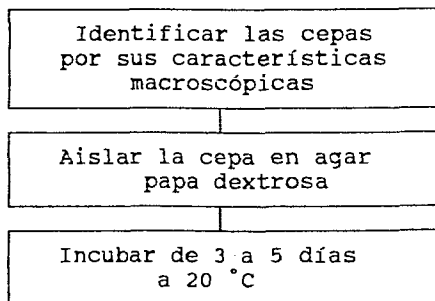 Identificar las cepas
por sus características
macroscópicas
Aislar la cepa en agar
papa dextrosa
Incubar de 3 a 5 días
a 20 °C